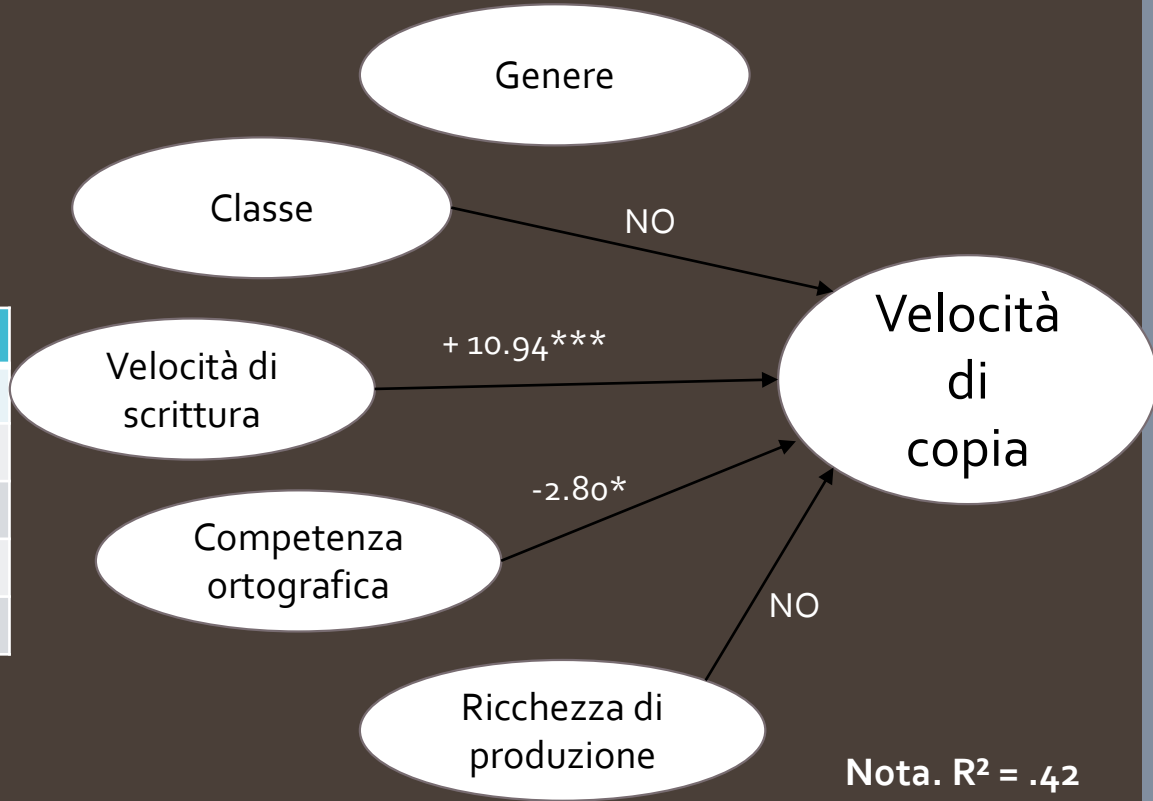 Genere
Classe
NO
Velocità di
scrittura
+ 10.94***
Velocità
di
copia
Competenza
ortografica
-2.80*
NO
Ricchezza di
produzione
Nota. R² = .42